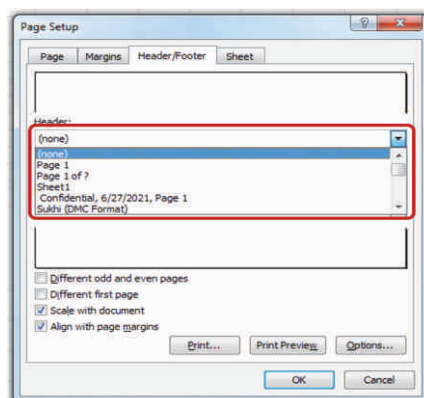 Page Setup
Page Margins Header/Footer Sheet
Header:
(none)
(none)
Page 1
Page 1 of ?
Sheet1
Confidential, 6/27/2021, Page 1
Sukhi (DMC Format)
Different odd and even pages
Different first page
Scale with document
Align with page margins
Print... Print Preview Options...
OK Cancel